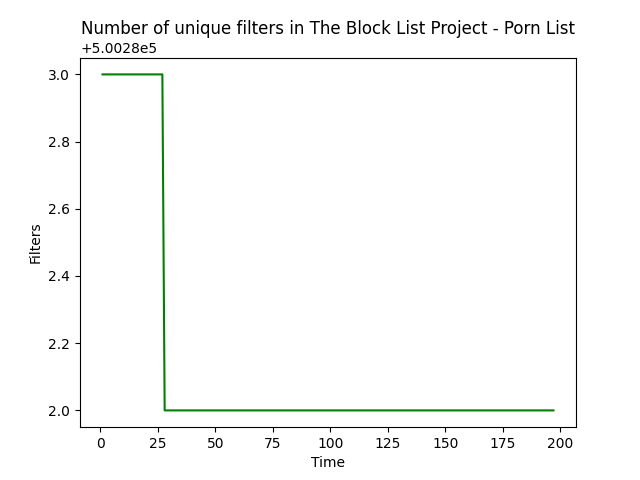 Number of unique filters in The Block List Project - Porn List
+5.0028e5
3.0
2.8
2.6
2.4
2.2
2.0
Filters
0 25 50 75 100 125 150 175 200
Time